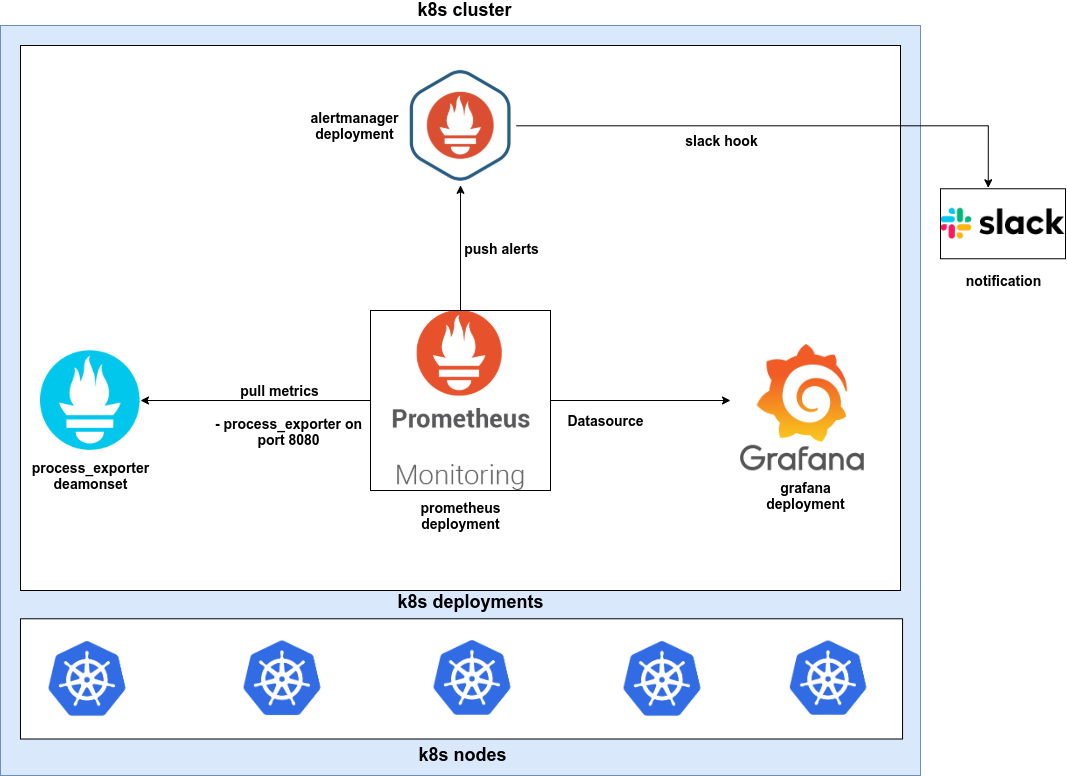 k8s cluster
alertmanager
deployment
slack hook
slack
notification
push alerts
pull metrics
- process_exporter on
port 8080
process_exporter
deamonset
Prometheus
Monitoring
prometheus
deployment
Datasource
Grafana
grafana
deployment
k8s deployments
k8s nodes